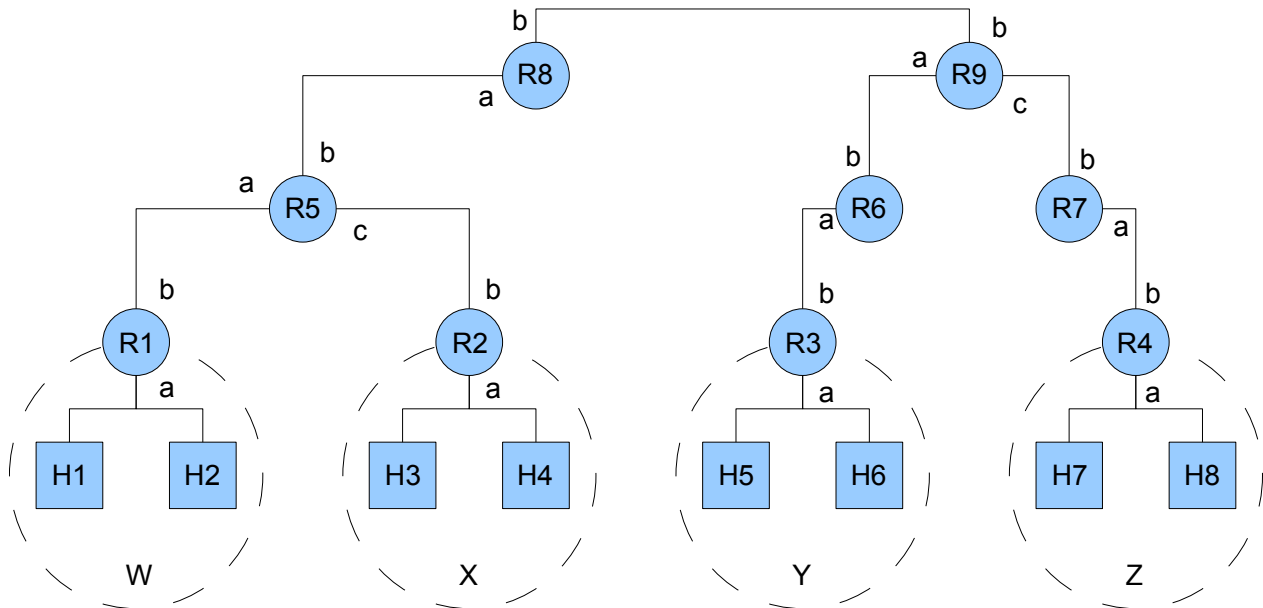 b b
R8 a R9
a c
b b b
a R5 R6 R7
c a a
b b b b
R1 R2 R3 R4
a a a a
H1 H2 H3 H4 H5 H6 H7 H8
W X Y Z